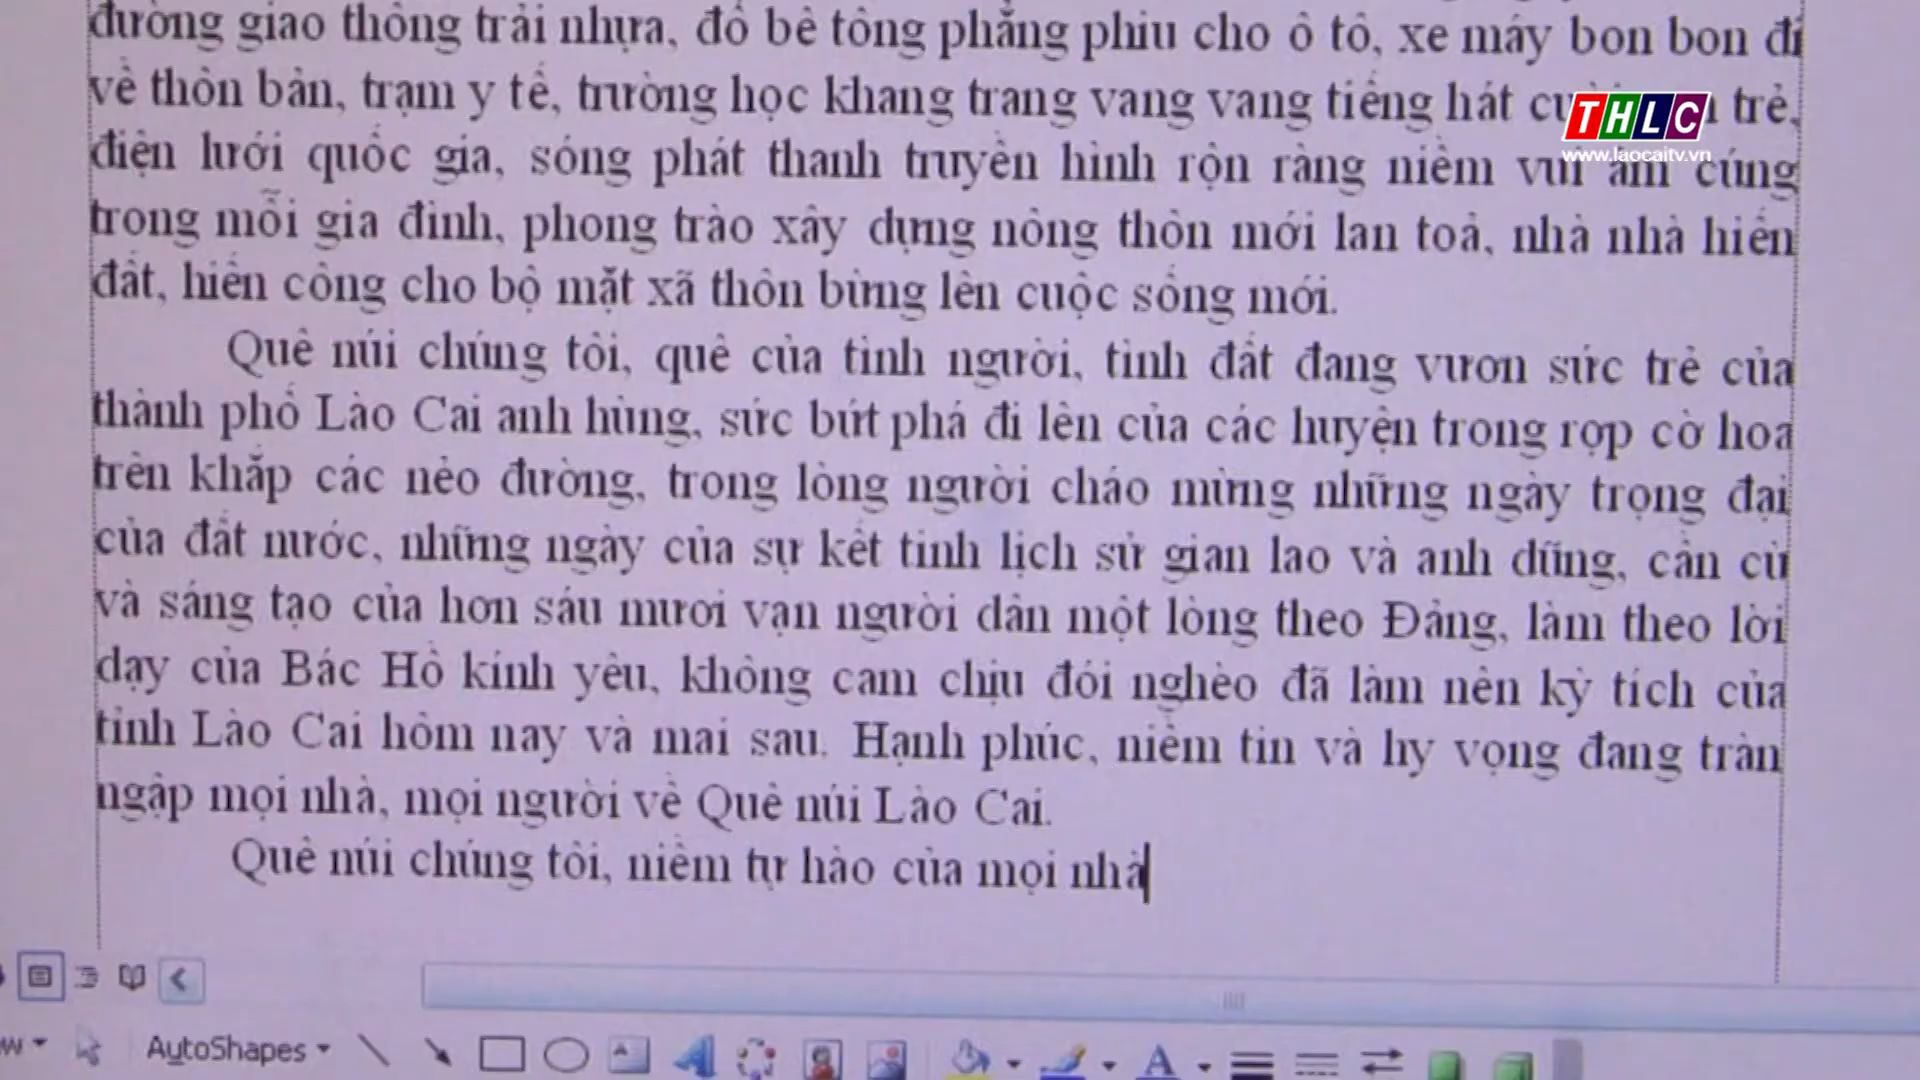 đường giao thông trải nhựa, đổ bê tông phẳng phiu cho ô tô, xe máy bon bon đi
về thôn bản, trạm y tế, trường học khang trang vang vang tiếng hát trẻ,
THLC
www.laocaitv.vn
điện lưới quốc gia, sóng phát thanh truyền hình rộn ràng niềm vui ấm cúng
trong mỗi gia đình, phong trào xây dựng nông thôn mới lan toả, nhà nhà hiến
đất, hiến công cho bộ mặt xã thôn bừng lên cuộc sống mới.
Quê núi chúng tôi, quê của tình người, tình đất đang vươn sức trẻ của
thành phố Lào Cai anh hùng, sức bứt phá đi lên của các huyện trong rợp cờ hoa
trên khắp các nẻo đường, trong lòng người chào mừng những ngày trọng đại
của đất nước, những ngày của sự kết tinh lịch sử gian lao và anh dũng, cần cù
và sáng tạo của hơn sáu mươi vạn người dân một lòng theo Đảng, làm theo lời
dạy của Bác Hồ kính yêu, không cam chịu đói nghèo đã làm nên kỳ tích của
tỉnh Lào Cai hôm nay và mai sau. Hạnh phúc, niềm tin và hy vọng đang tràn
ngập mọi nhà, mọi người về Quê núi Lào Cai.
Quê núi chúng tôi, niềm tự hào của mọi nhà
AutoShapes